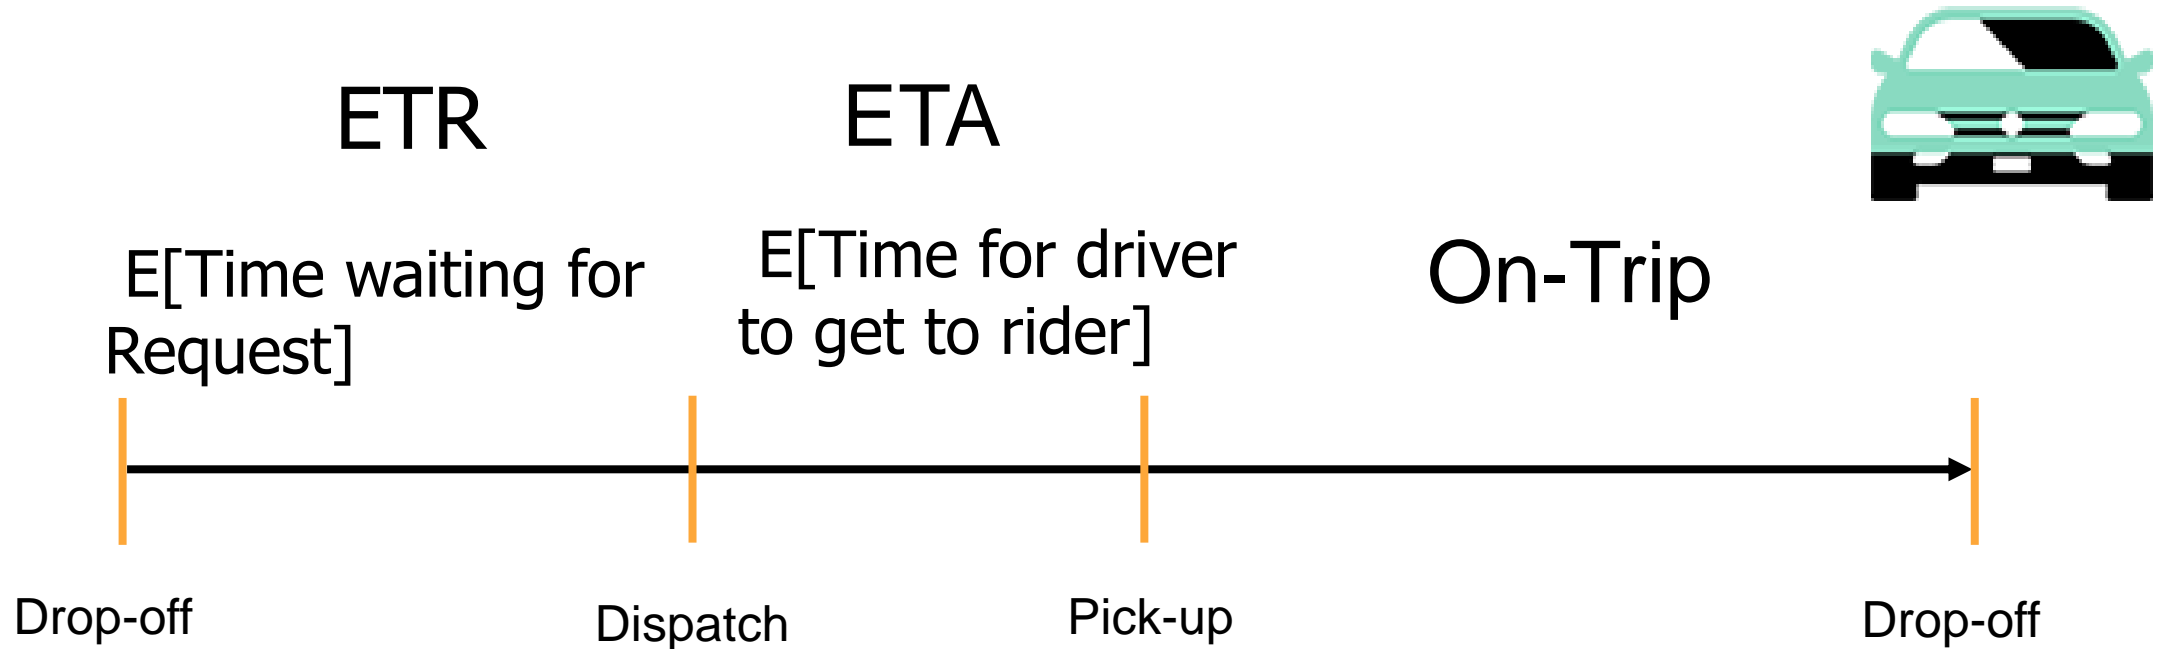 ETR
E[Time waiting for
Request]
ETA
E[Time for driver
to get to rider]
On-Trip
Drop-off
Dispatch
Pick-up
Drop-off